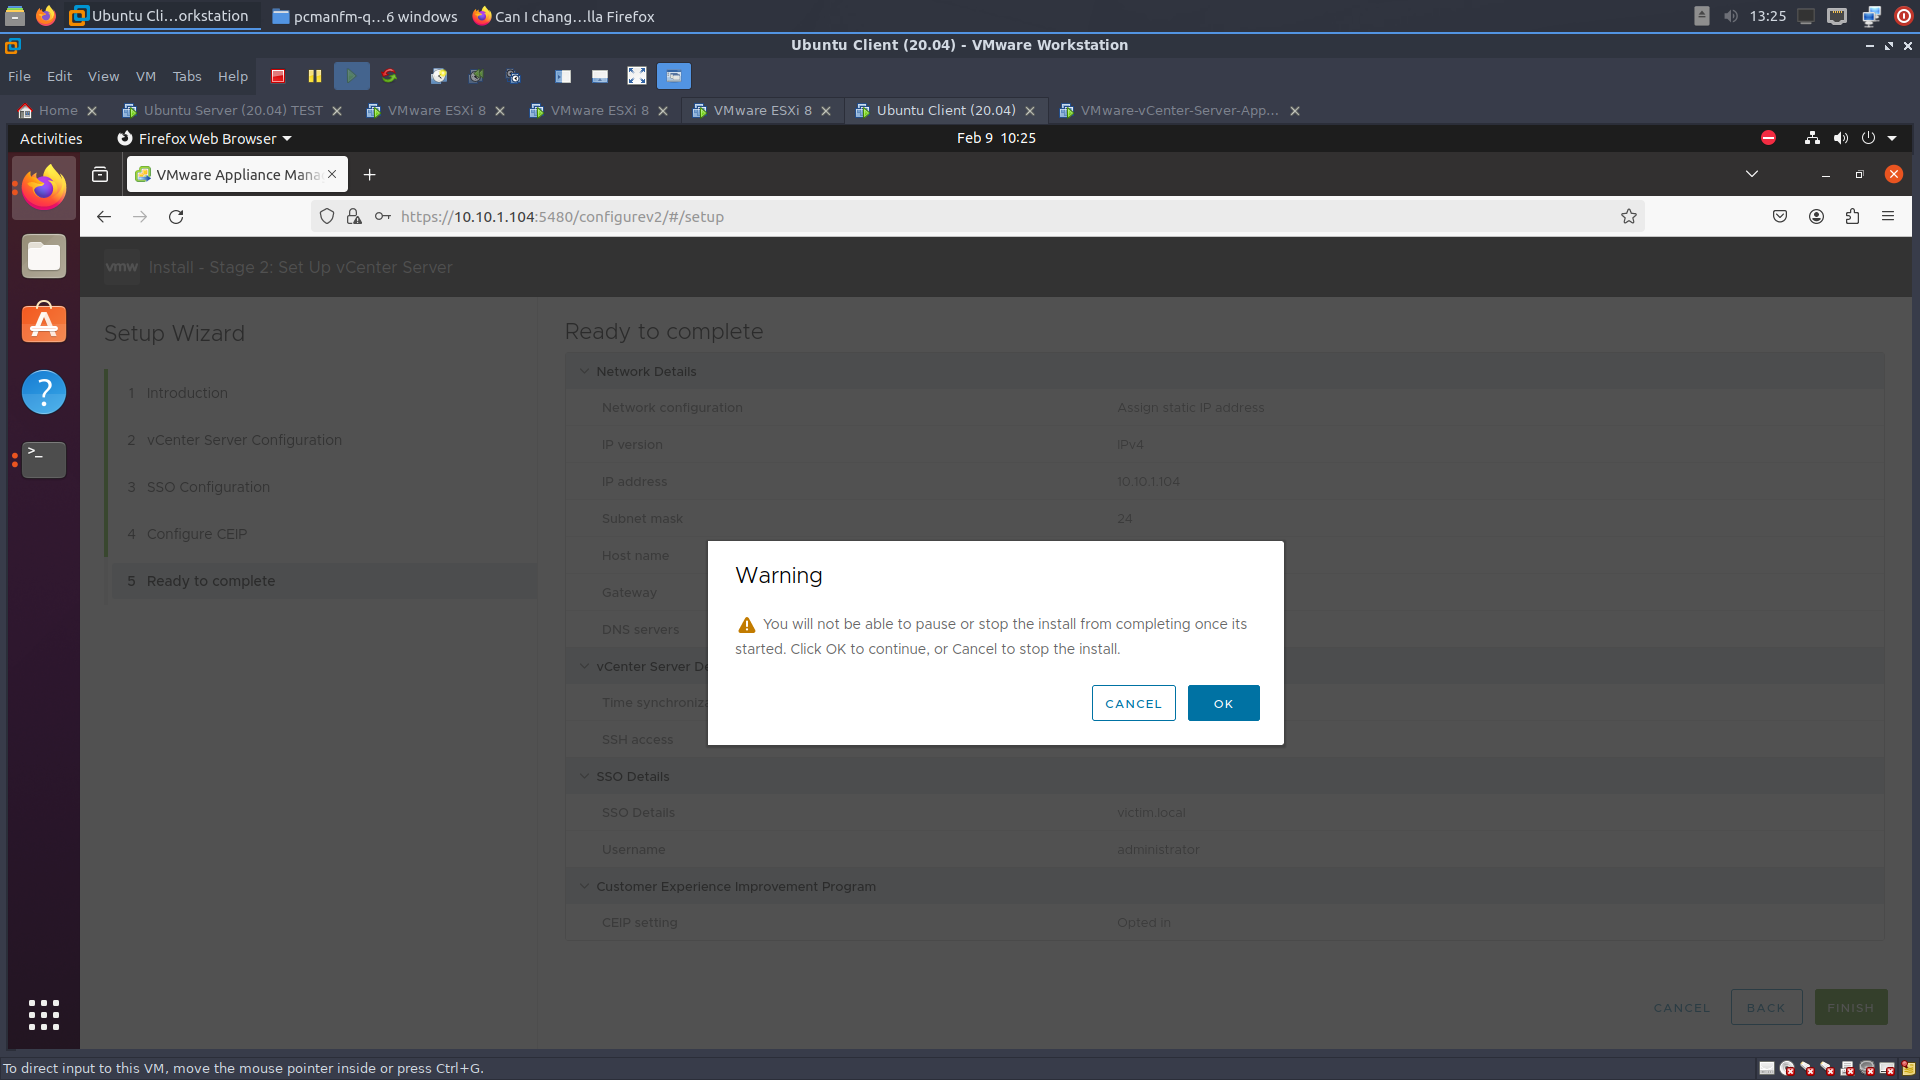 Ubuntu Cli...orkstation
pcmanfm-q...6 windows
Can I chang...lla Firefox
13:25
Ubuntu Client (20.04) - VMware Workstation
File Edit View VM Tabs Help
Home
Ubuntu Server (20.04) TEST
VMware ESXi 8
VMware ESXi 8
VMware ESXi 8
Ubuntu Client (20.04)
VMware-vCenter-Server-App...
Activities
Firefox Web Browser
Feb 9 10:25
VMware Appliance Mana
https://10.10.1.104:5480/configurev2/#/setup
vmw Install - Stage 2: Set Up vCenter Server
Setup Wizard
1 Introduction
2 vCenter Server Configuration
3 SSO Configuration
4 Configure CEIP
5 Ready to complete
Ready to complete
Network Details
Network configuration Assign static IP address
IP version IPv4
IP address 10.10.1.104
Subnet mask 24
Host name
Gateway
DNS servers
vCenter Server De
Time synchroniza
SSH access
Warning
You will not be able to pause or stop the install from completing once its
started. Click OK to continue, or Cancel to stop the install.
CANCEL OK
SSO Details
SSO Details victim.local
Username administrator
Customer Experience Improvement Program
CEIP setting Opted in
CANCEL BACK FINISH
To direct input to this VM, move the mouse pointer inside or press Ctrl+G.